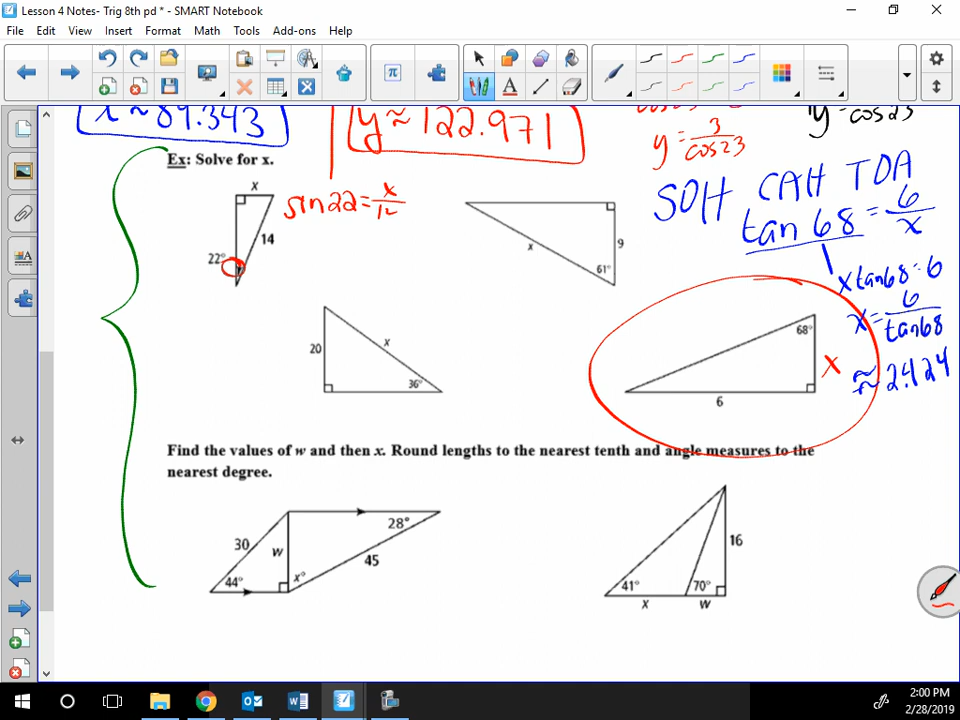 Lesson 4 Notes- Trig 8th pd * - SMART Notebook
File Edit View Insert Format Math Tools Add-ons Help
x ≈ 89.343
y ≈ 122.971
y = 3/cos23
y = cos23
Ex: Solve for x.
x
14
22°
sin22 = x/12
x
9
61°
SOH CAH TOA
tan 68 = 6/x
x tan68 = 6
x = 6/tan68
≈ 2.424
20
x
36°
68°
x
6
Find the values of w and then x. Round lengths to the nearest tenth and angle measures to the
nearest degree.
30
w
28°
45
44°
x°
16
41°
70°
x
w
2:00 PM
2/28/2019